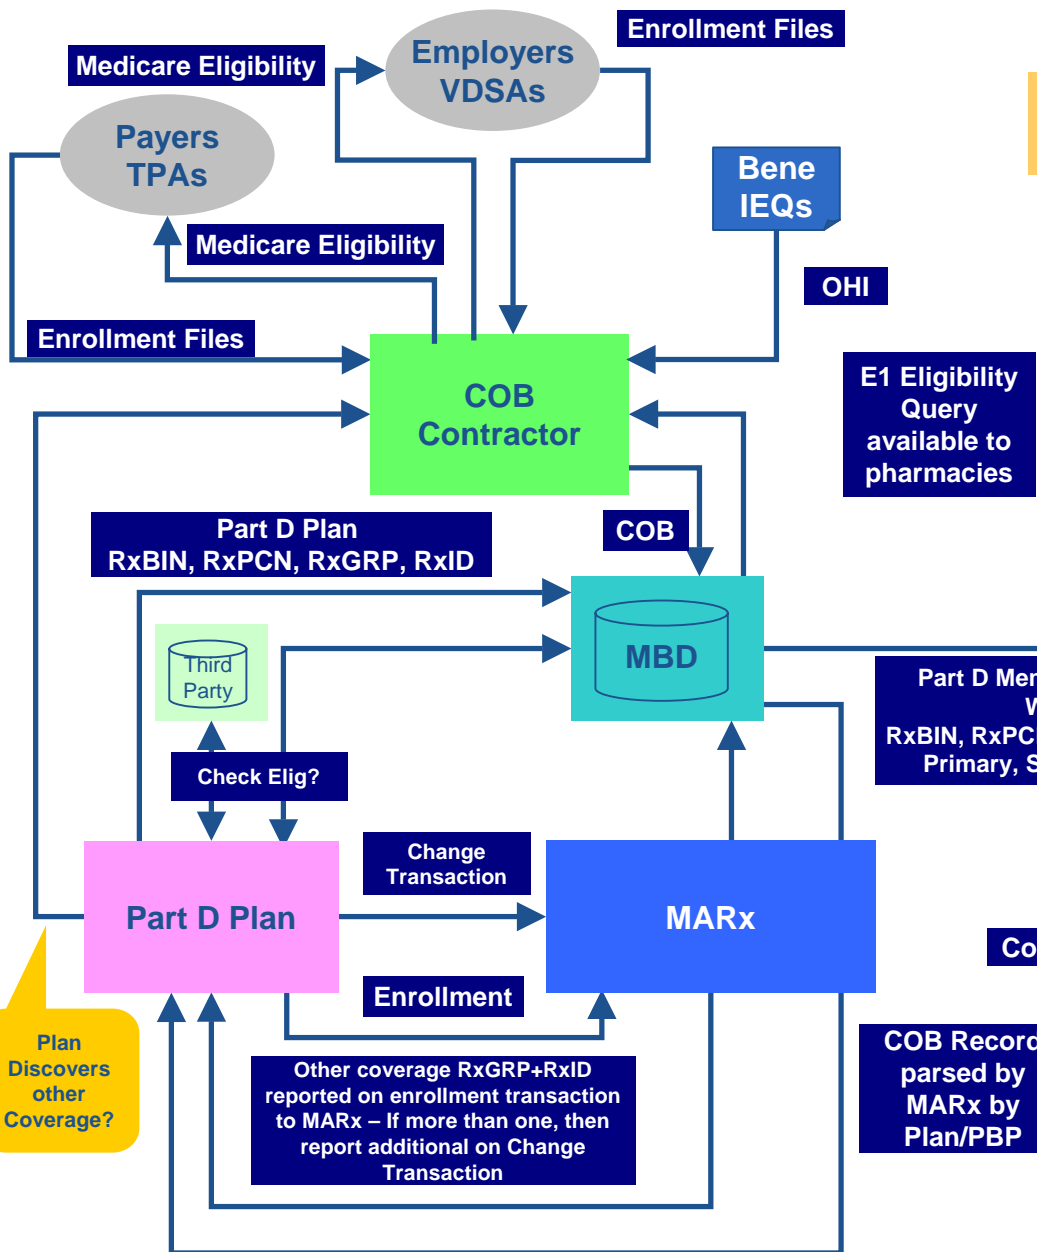 Enrollment Files
Employers
VDSAs
Medicare Eligibility
Payers
TPAs
Bene
IEQs
Medicare Eligibility
OHI
Enrollment Files
COB
Contractor
E1 Eligibility
Query
available to
pharmacies
Part D Plan
RxBIN, RxPCN, RxGRP, RxID
COB
MBD
Third
Party
Part D
RxBIN,
Primary,
Check Elig?
Change
Transaction
Part D Plan
MARx
Enrollment
Plan
Discovers
other
Coverage?
Other coverage RxGRP+RxID
reported on enrollment transaction
to MARx – If more than one, then
report additional on Change
Transaction
COB Record
parsed by
MARx by
Plan/PBP